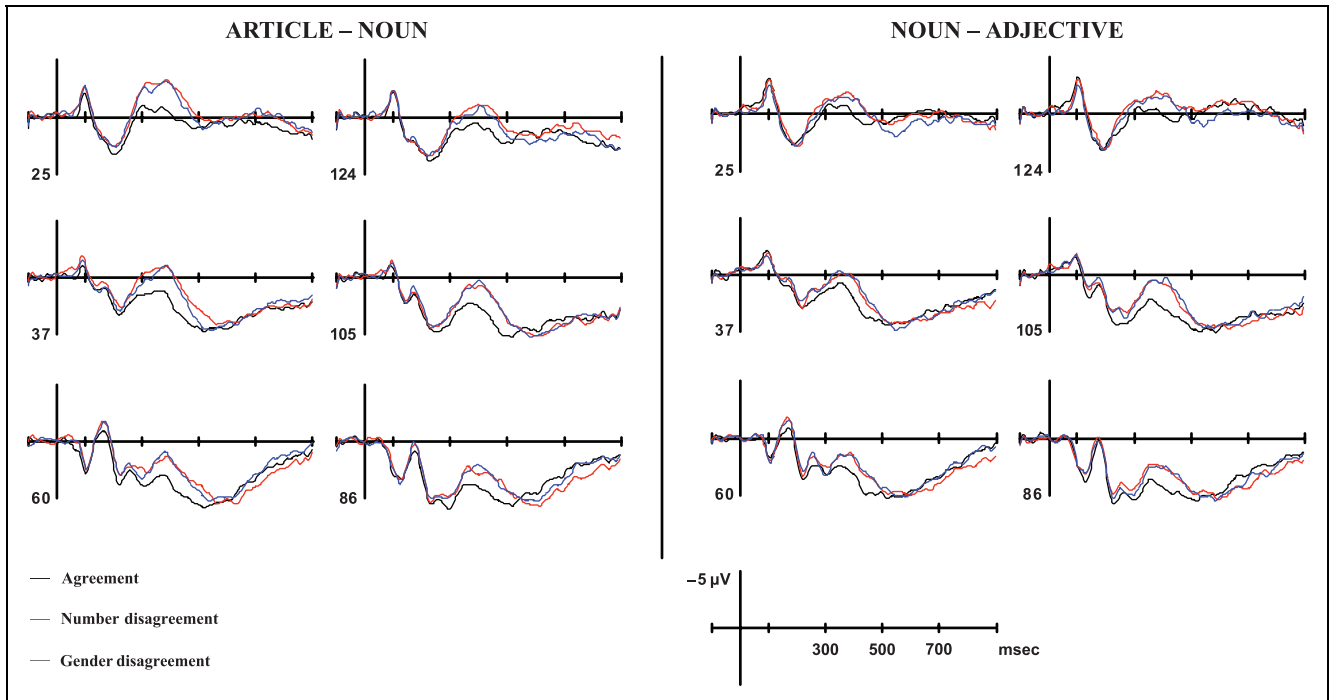 ARTICLE – NOUN
NOUN – ADJECTIVE
25
124
25
124
37
105
37
105
60
86
60
86
— Agreement
— Number disagreement
— Gender disagreement
–5 µV
300 500 700 msec